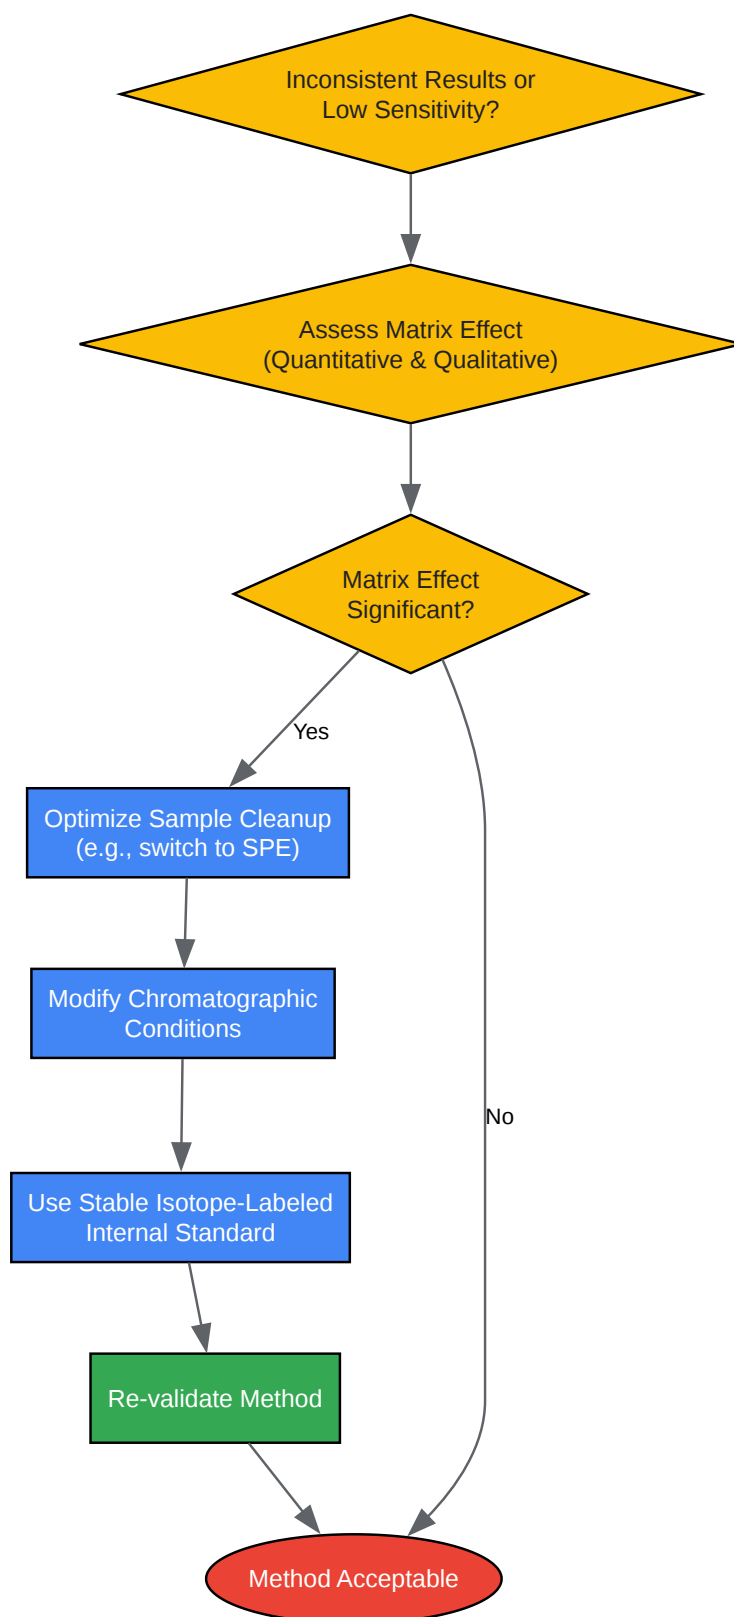 Inconsistent Results or
Low Sensitivity?
Assess Matrix Effect
(Quantitative & Qualitative)
Matrix Effect
Significant?
Yes
Optimize Sample Cleanup
(e.g., switch to SPE)
Modify Chromatographic
Conditions
No
Use Stable Isotope-Labeled
Internal Standard
Re-validate Method
Method Acceptable